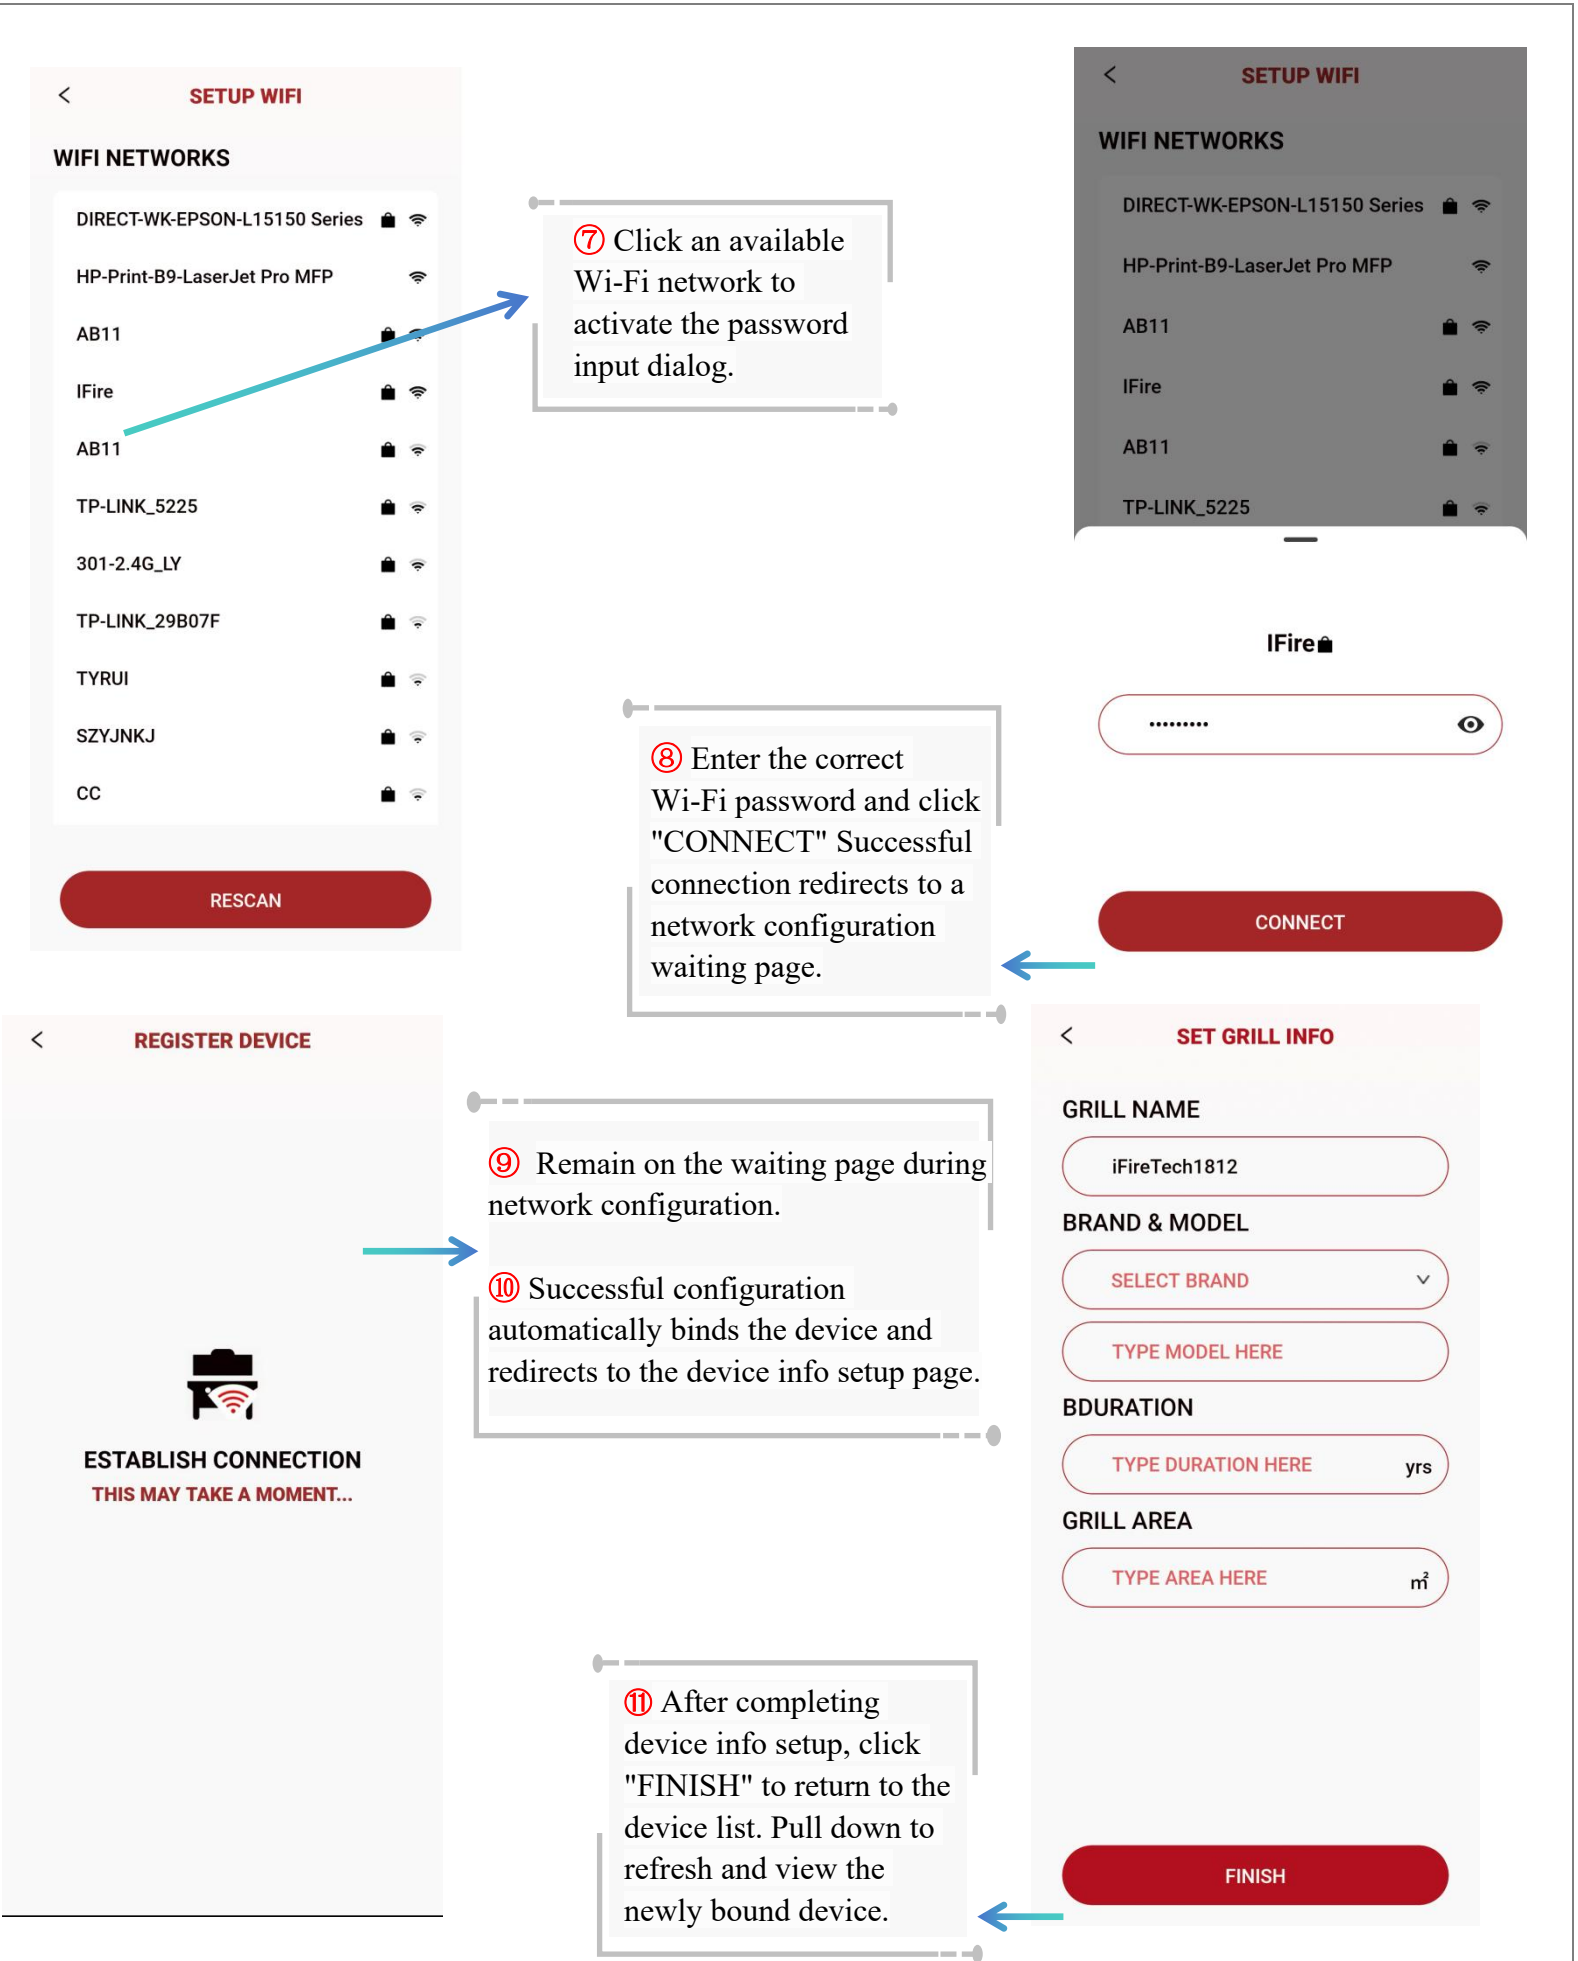 SETUP WIFI
WIFI NETWORKS
DIRECT-WK-EPSON-L15150 Series
HP-Print-B9-LaserJet Pro MFP
AB11
IFire
AB11
TP-LINK_5225
301-2.4G_LY
TP-LINK_29B07F
TYRUI
SZYJNKJ
CC
RESCAN
⑦ Click an available
Wi-Fi network to
activate the password
input dialog.
SETUP WIFI
WIFI NETWORKS
DIRECT-WK-EPSON-L15150 Series
HP-Print-B9-LaserJet Pro MFP
AB11
IFire
AB11
TP-LINK_5225
IFire
•••••••••
CONNECT
⑧ Enter the correct
Wi-Fi password and click
"CONNECT" Successful
connection redirects to a
network configuration
waiting page.
REGISTER DEVICE
ESTABLISH CONNECTION
THIS MAY TAKE A MOMENT...
⑨ Remain on the waiting page during
network configuration.
⑩ Successful configuration
automatically binds the device and
redirects to the device info setup page.
SET GRILL INFO
GRILL NAME
iFireTech1812
BRAND & MODEL
SELECT BRAND
TYPE MODEL HERE
BDURATION
TYPE DURATION HERE yrs
GRILL AREA
TYPE AREA HERE m²
FINISH
⑪ After completing
device info setup, click
"FINISH" to return to the
device list. Pull down to
refresh and view the
newly bound device.